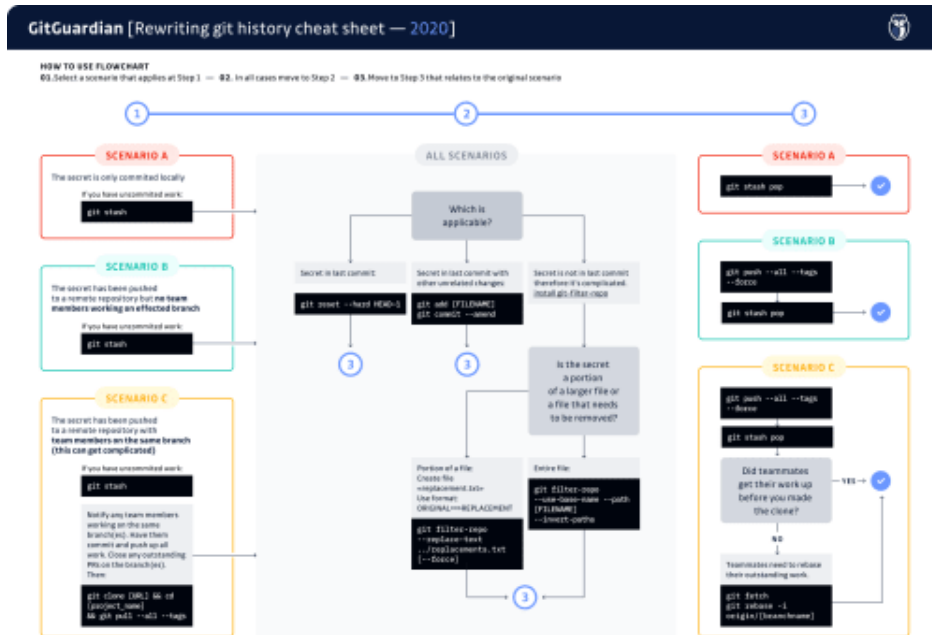 GitGuardian [Rewriting git history cheat sheet — 2020]
HOW TO USE FLOWCHART
01. Select a scenario that applies at Step 1 — 02. In all cases move to Step 2 — 03. Move to Step 3 that relates to the original scenario
1
2
3
SCENARIO A
The secret is only commited locally
If you have uncommited work:
git stash
SCENARIO B
The secret has been pushed
to a remote repository but no team
members working an effected branch
If you have uncommited work:
git stash
SCENARIO C
The secret has been pushed
to a remote repository with
team members on the same branch
(this can get complicated)
If you have uncommited work:
git stash
Notify any team members
working on the same
branch(es). Have them
commit and push up all
work. Close any outstanding
PRs on the branch(es).
Then:
git clone [URL] && cd
[project_name]
&& git pull --all --tags
ALL SCENARIOS
Which is
applicable?
Secret in last commit:
git reset --hard HEAD~1
3
Secret in last commit with
other unrelated changes:
git add [FILENAME]
git commit --amend
3
Secret is not in last commit
therefore it's complicated.
install git-filter-repo
Is the secret
a portion
of a larger file or
a file that needs
to be removed?
Portion of a file:
Create file
Use format:
ORIGINAL==>REPLACEMENT
git filter-repo
--replace-text
../replacements.txt
[--force]
Entire file:
git filter-repo
--use-base-name --path
[FILENAME]
--invert-paths
3
SCENARIO A
git stash pop
SCENARIO B
git push --all --tags
--force
git stash pop
SCENARIO C
git push --all --tags
--force
git stash pop
Did teammates
get their work up
before you made
the clone?
YES
NO
Teammates need to rebase
their outstanding work.
git fetch
git rebase -i
origin/[branchname]